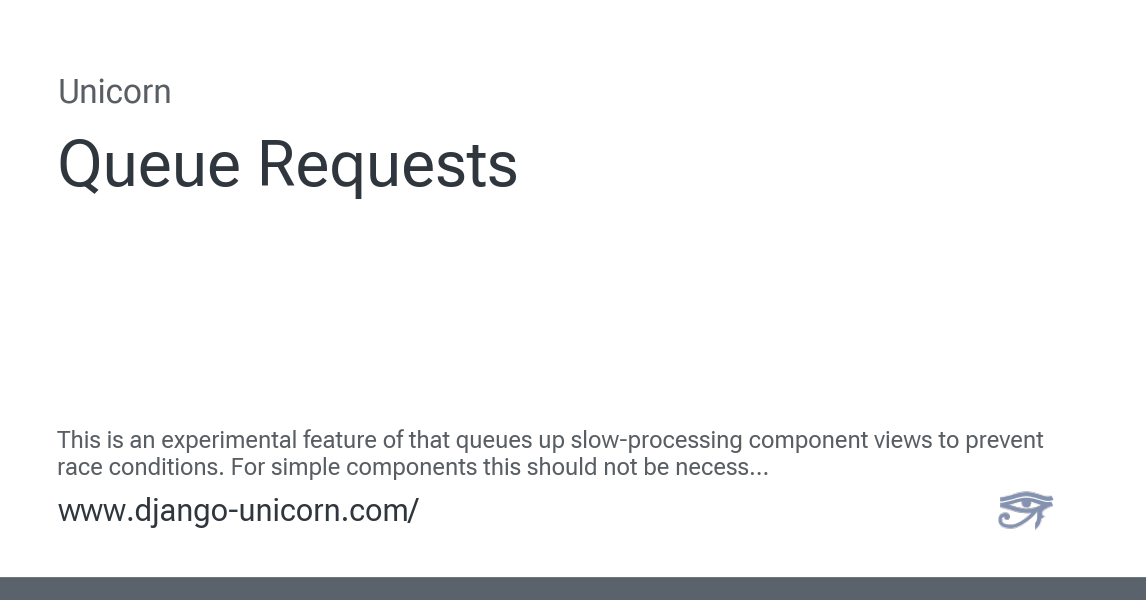 Unicorn
Queue Requests
This is an experimental feature of that queues up slow-processing component views to prevent
race conditions. For simple components this should not be necess...
www.django-unicorn.com/